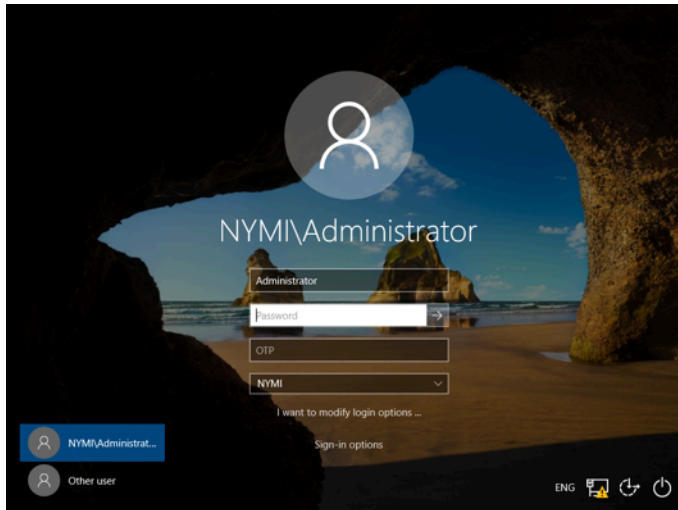 NYMI\Administrator
Administrator
Password
OTP
NYMI
I want to modify login options ...
Sign-in options
NYMI\Administrat...
Other user
ENG